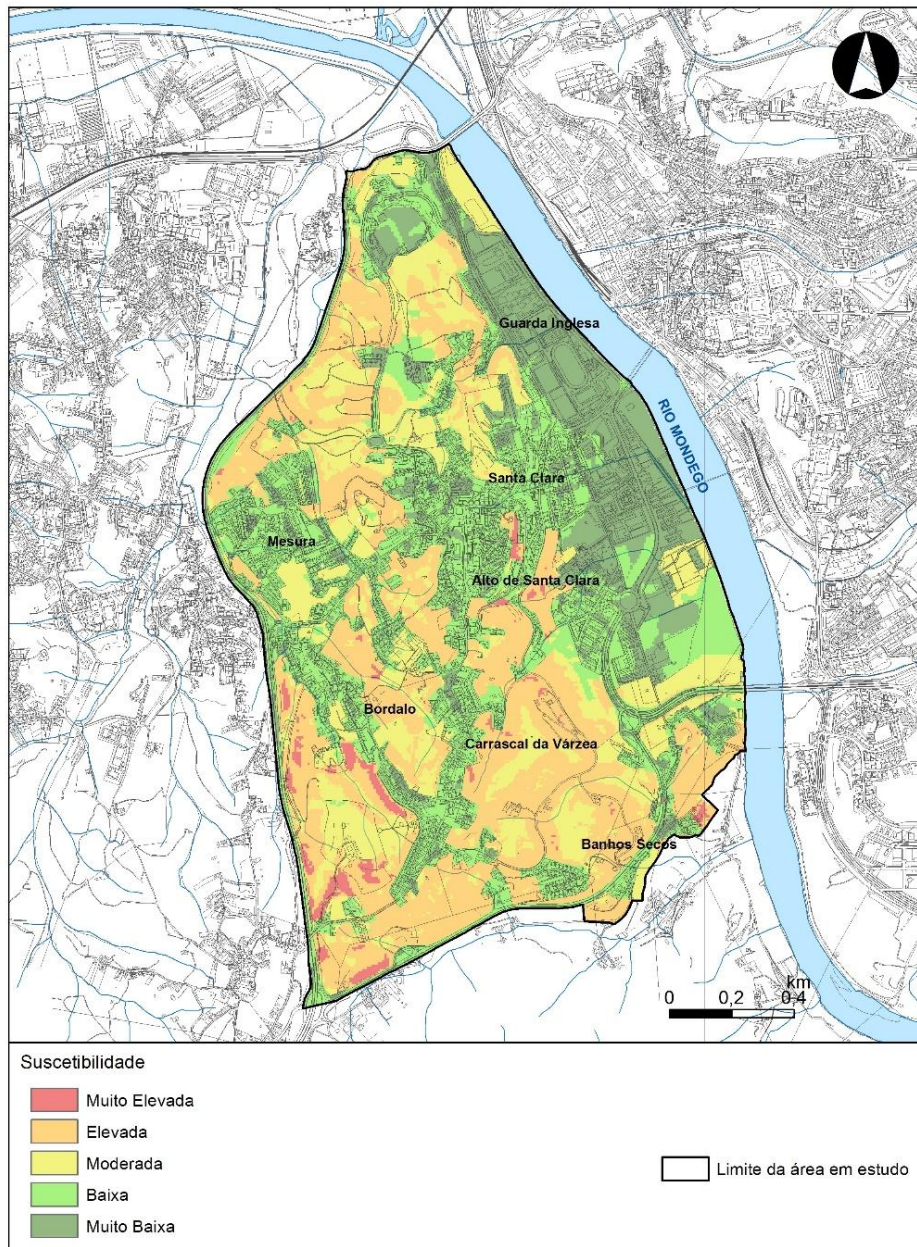 Guarda Inglesa
RIO MONDEGO
Santa Clara
Mesura
Alto de Santa Clara
Bordalo
Carrascal da Várzea
Banhos Secos
km
0 0,2 0,4
Suscetibilidade
Muito Elevada
Elevada
Moderada
Baixa
Muito Baixa
Limite da área em estudo